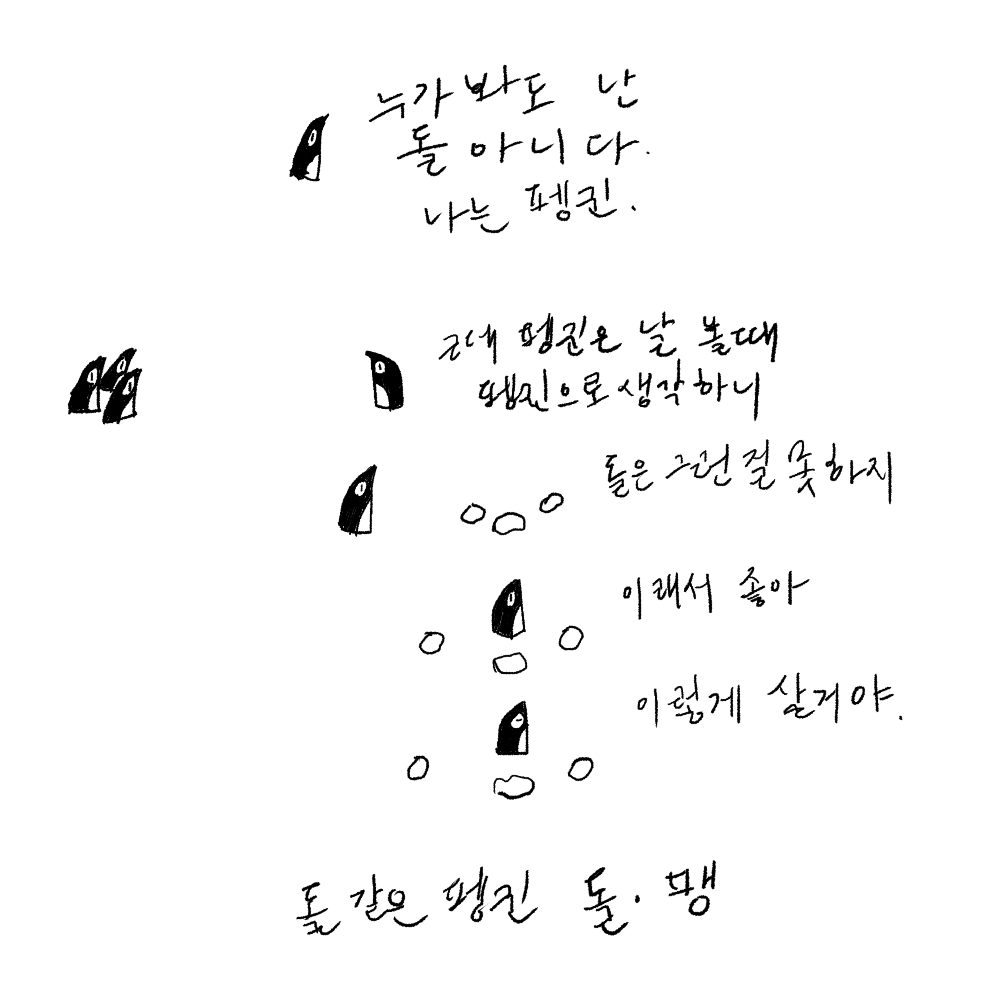 누가 봐도 난
돌 아니다.
나는 펭귄.
근데 펭귄은 날 볼때
펭귄으로 생각하니
돌은 그런걸 못하지
이래서 좋아
이렇게 살거야.
돌 같은 펭귄 돌·펭